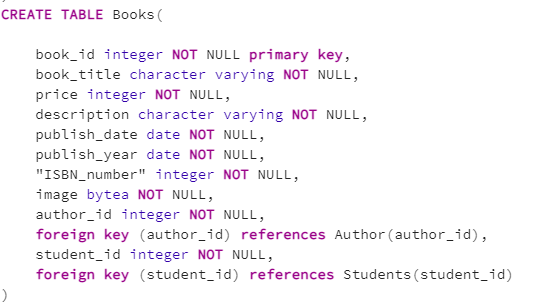 CREATE TABLE Books(
book_id integer NOT NULL primary key,
book_title character varying NOT NULL,
price integer NOT NULL,
description character varying NOT NULL,
publish_date date NOT NULL,
publish_year date NOT NULL,
"ISBN_number" integer NOT NULL,
image bytea NOT NULL,
author_id integer NOT NULL,
foreign key (author_id) references Author(author_id),
student_id integer NOT NULL,
foreign key (student_id) references Students(student_id)
)